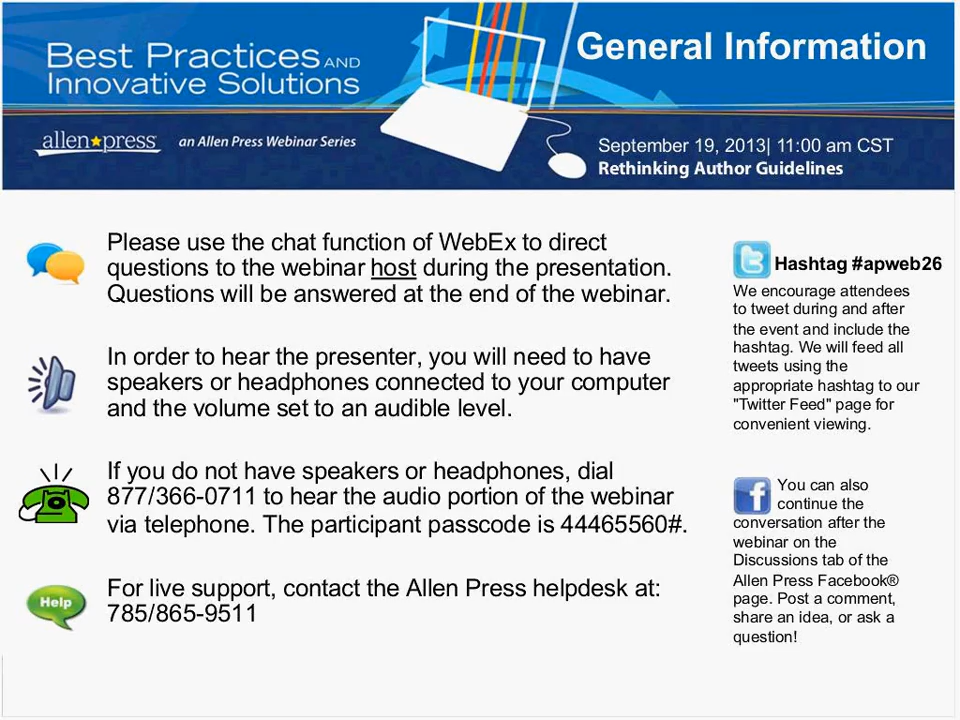 Best Practices AND
Innovative Solutions
General Information
allen press
an Allen Press Webinar Series
September 19, 2013| 11:00 am CST
Rethinking Author Guidelines
Please use the chat function of WebEx to direct
questions to the webinar host during the presentation.
Questions will be answered at the end of the webinar.
In order to hear the presenter, you will need to have
speakers or headphones connected to your computer
and the volume set to an audible level.
If you do not have speakers or headphones, dial
877/366-0711 to hear the audio portion of the webinar
via telephone. The participant passcode is 44465560#.
Help
For live support, contact the Allen Press helpdesk at:
785/865-9511
Hashtag #apweb26
We encourage attendees
to tweet during and after
the event and include the
hashtag. We will feed all
tweets using the
appropriate hashtag to our
"Twitter Feed" page for
convenient viewing.
You can also
continue the
conversation after the
webinar on the
Discussions tab of the
Allen Press Facebook®
page. Post a comment,
share an idea, or ask a
question!